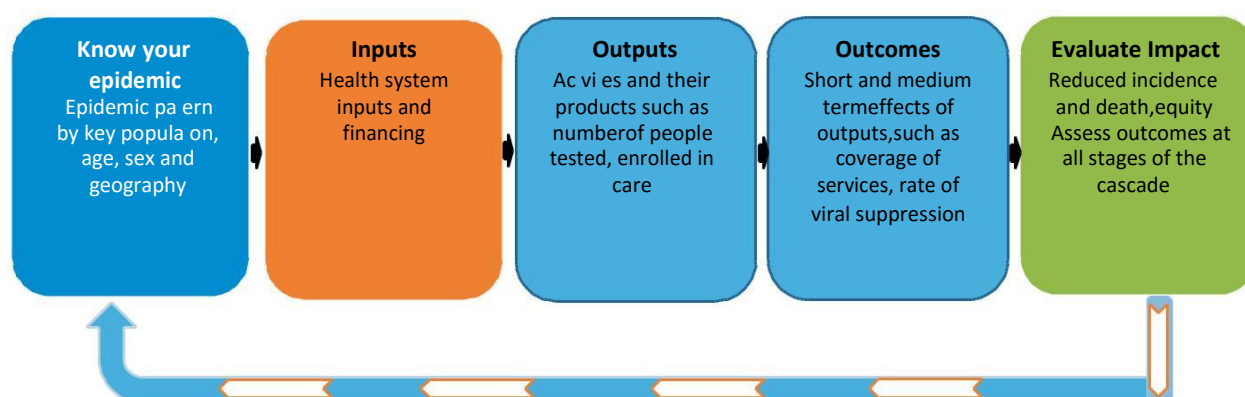 Know your
epidemic
Epidemic pa ern
by key popula on,
age, sex and
geography
Inputs
Health system
inputs and
financing
Outputs
Ac vi es and their
products such as
numberof people
tested, enrolled in
care
Outcomes
Short and medium
termeffects of
outputs,such as
coverage of
services, rate of
viral suppression
Evaluate Impact
Reduced incidence
and death,equity
Assess outcomes at
all stages of the
cascade